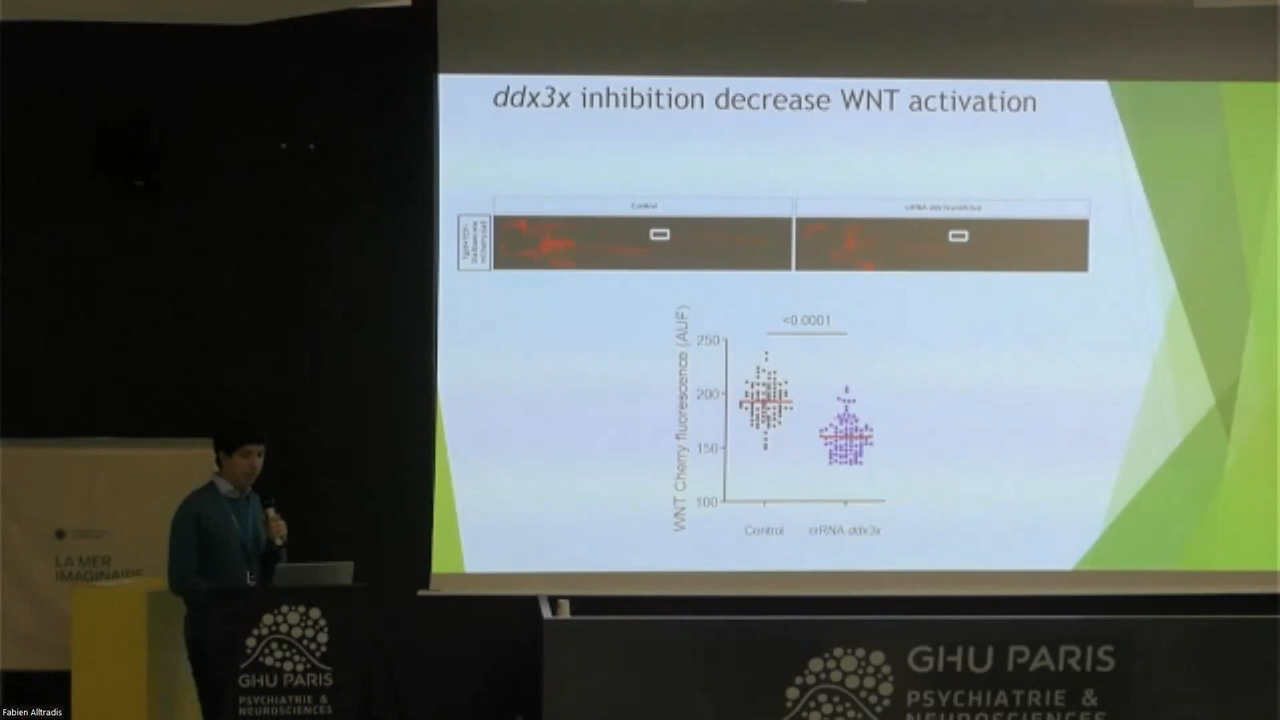 ddx3x inhibition decrease WNT activation
Control
<0.0001
WNT Cherry fluorescence (AUF)
250
200
150
100
Control
crRNA ddx3x
LA MER
IMAGINAIRE
GHU PARIS
PSYCHIATRIE &
NEUROSCIENCES
GHU PARIS
PSYCHIATRIE &
NEUROSCIENCES
Fabien Alltradis